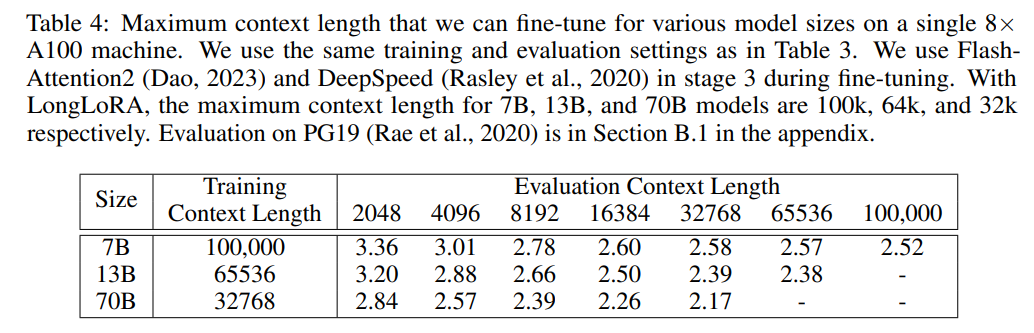 Table 4: Maximum context length that we can fine-tune for various model sizes on a single 8×
A100 machine. We use the same training and evaluation settings as in Table 3. We use Flash-
Attention2 (Dao, 2023) and DeepSpeed (Rasley et al., 2020) in stage 3 during fine-tuning. With
LongLoRA, the maximum context length for 7B, 13B, and 70B models are 100k, 64k, and 32k
respectively. Evaluation on PG19 (Rae et al., 2020) is in Section B.1 in the appendix.
Size Training Context Length Evaluation Context Length
2048 4096 8192 16384 32768 65536 100,000
7B 100,000 3.36 3.01 2.78 2.60 2.58 2.57 2.52
13B 65536 3.20 2.88 2.66 2.50 2.39 2.38 -
70B 32768 2.84 2.57 2.39 2.26 2.17 - -